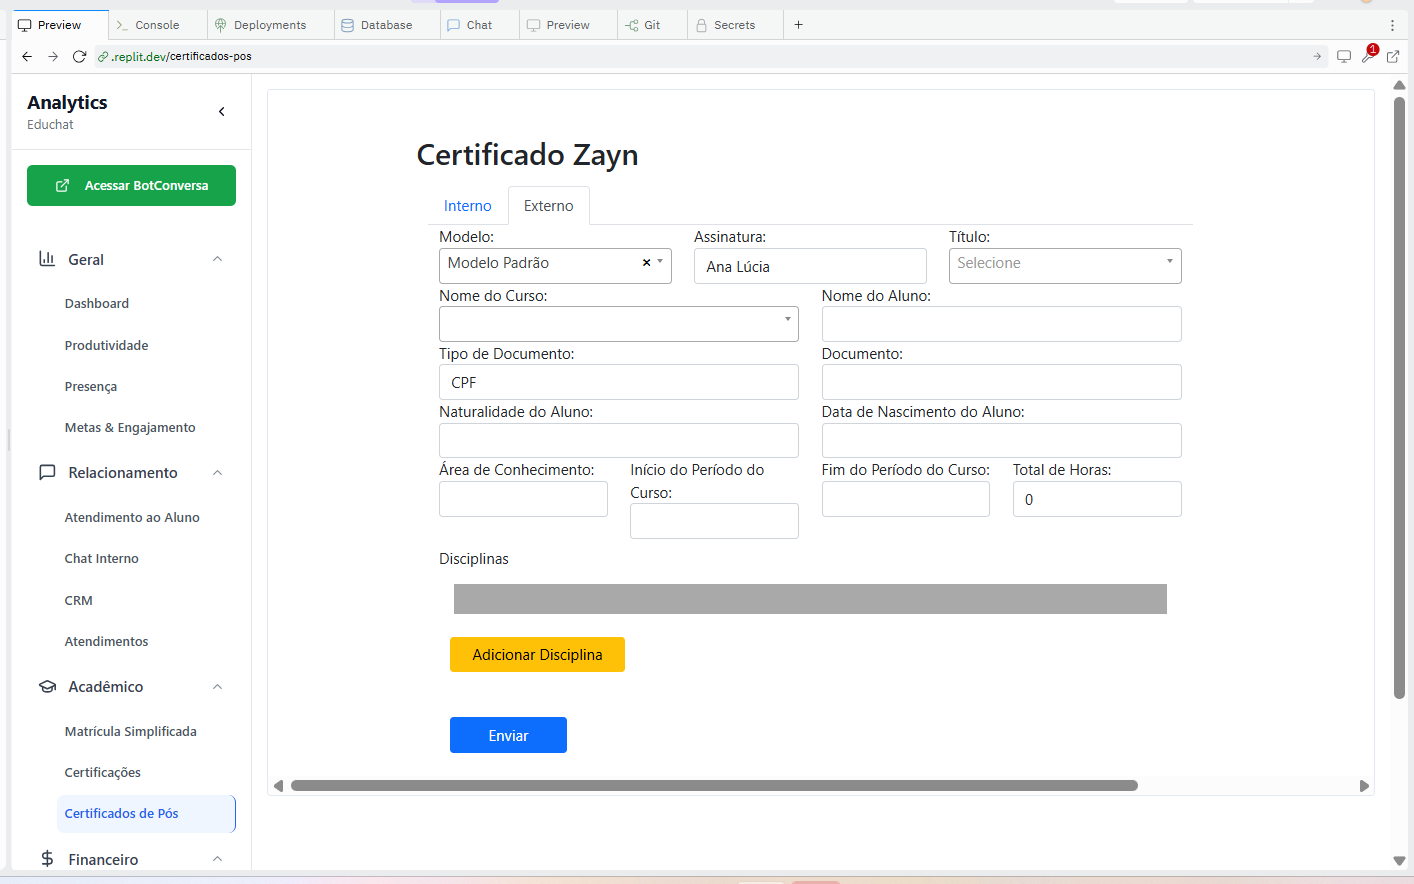 Preview
Console
Deployments
Database
Chat
Preview
Git
Secrets
.replit.dev/certificados-pos
1
Analytics
Educhat
Acessar BotConversa
Geral
Dashboard
Produtividade
Presença
Metas & Engajamento
Relacionamento
Atendimento ao Aluno
Chat Interno
CRM
Atendimentos
Acadêmico
Matrícula Simplificada
Certificações
Certificados de Pós
Financeiro
Certificado Zayn
Interno
Externo
Modelo:
Modelo Padrão
Assinatura:
Ana Lúcia
Título:
Selecione
Nome do Curso:
Nome do Aluno:
Tipo de Documento:
CPF
Documento:
Naturalidade do Aluno:
Data de Nascimento do Aluno:
Área de Conhecimento:
Início do Período do
Curso:
Fim do Período do Curso:
Total de Horas:
0
Disciplinas
Adicionar Disciplina
Enviar